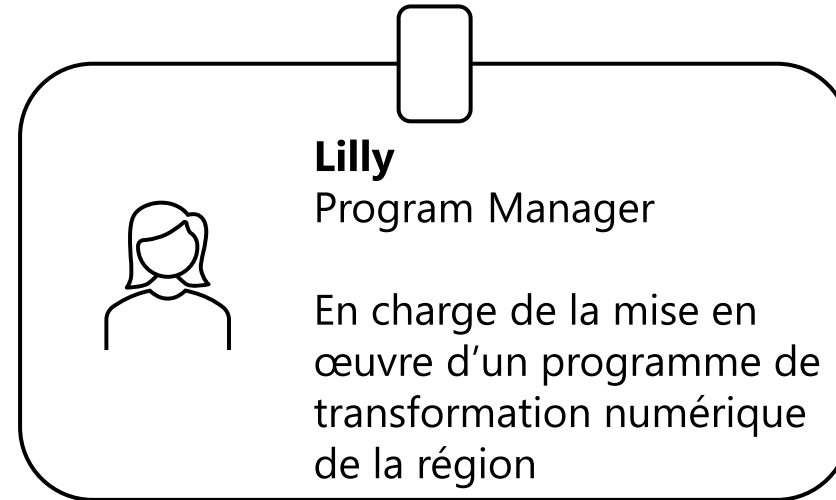 Lilly
Program Manager
En charge de la mise en
œuvre d’un programme de
transformation numérique
de la région